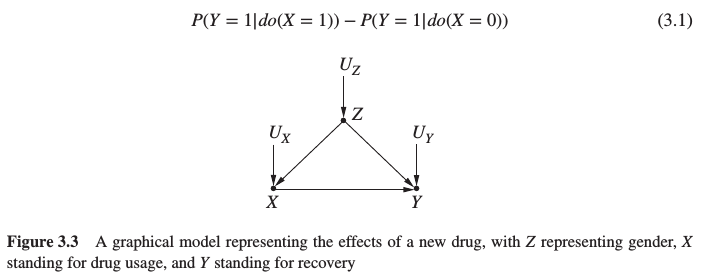 P(Y = 1|do(X = 1)) – P(Y = 1|do(X = 0)) (3.1)
U_Z
Z
U_X U_Y
X Y
Figure 3.3 A graphical model representing the effects of a new drug, with Z representing gender, X
standing for drug usage, and Y standing for recovery